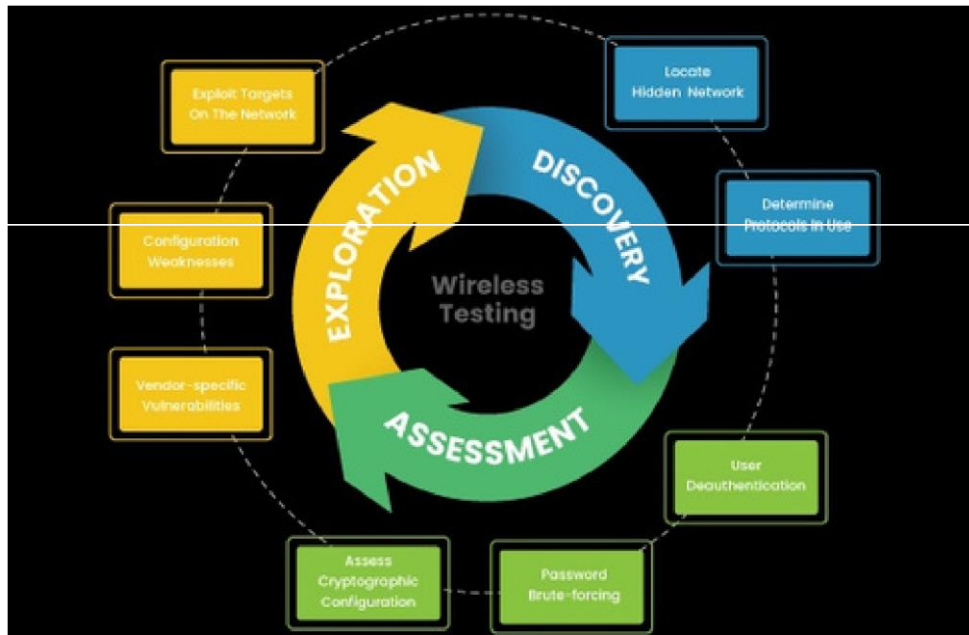 Exploit Targets
On The Network
Locate
Hidden Network
DISCOVERY
EXPLORATION
Determine
Protocols In Use
Configuration
Weaknesses
Wireless
Testing
Vendor-specific
Vulnerabilities
ASSESSMENT
User
Deauthentication
Assess
Cryptographic
Configuration
Password
Brute-forcing